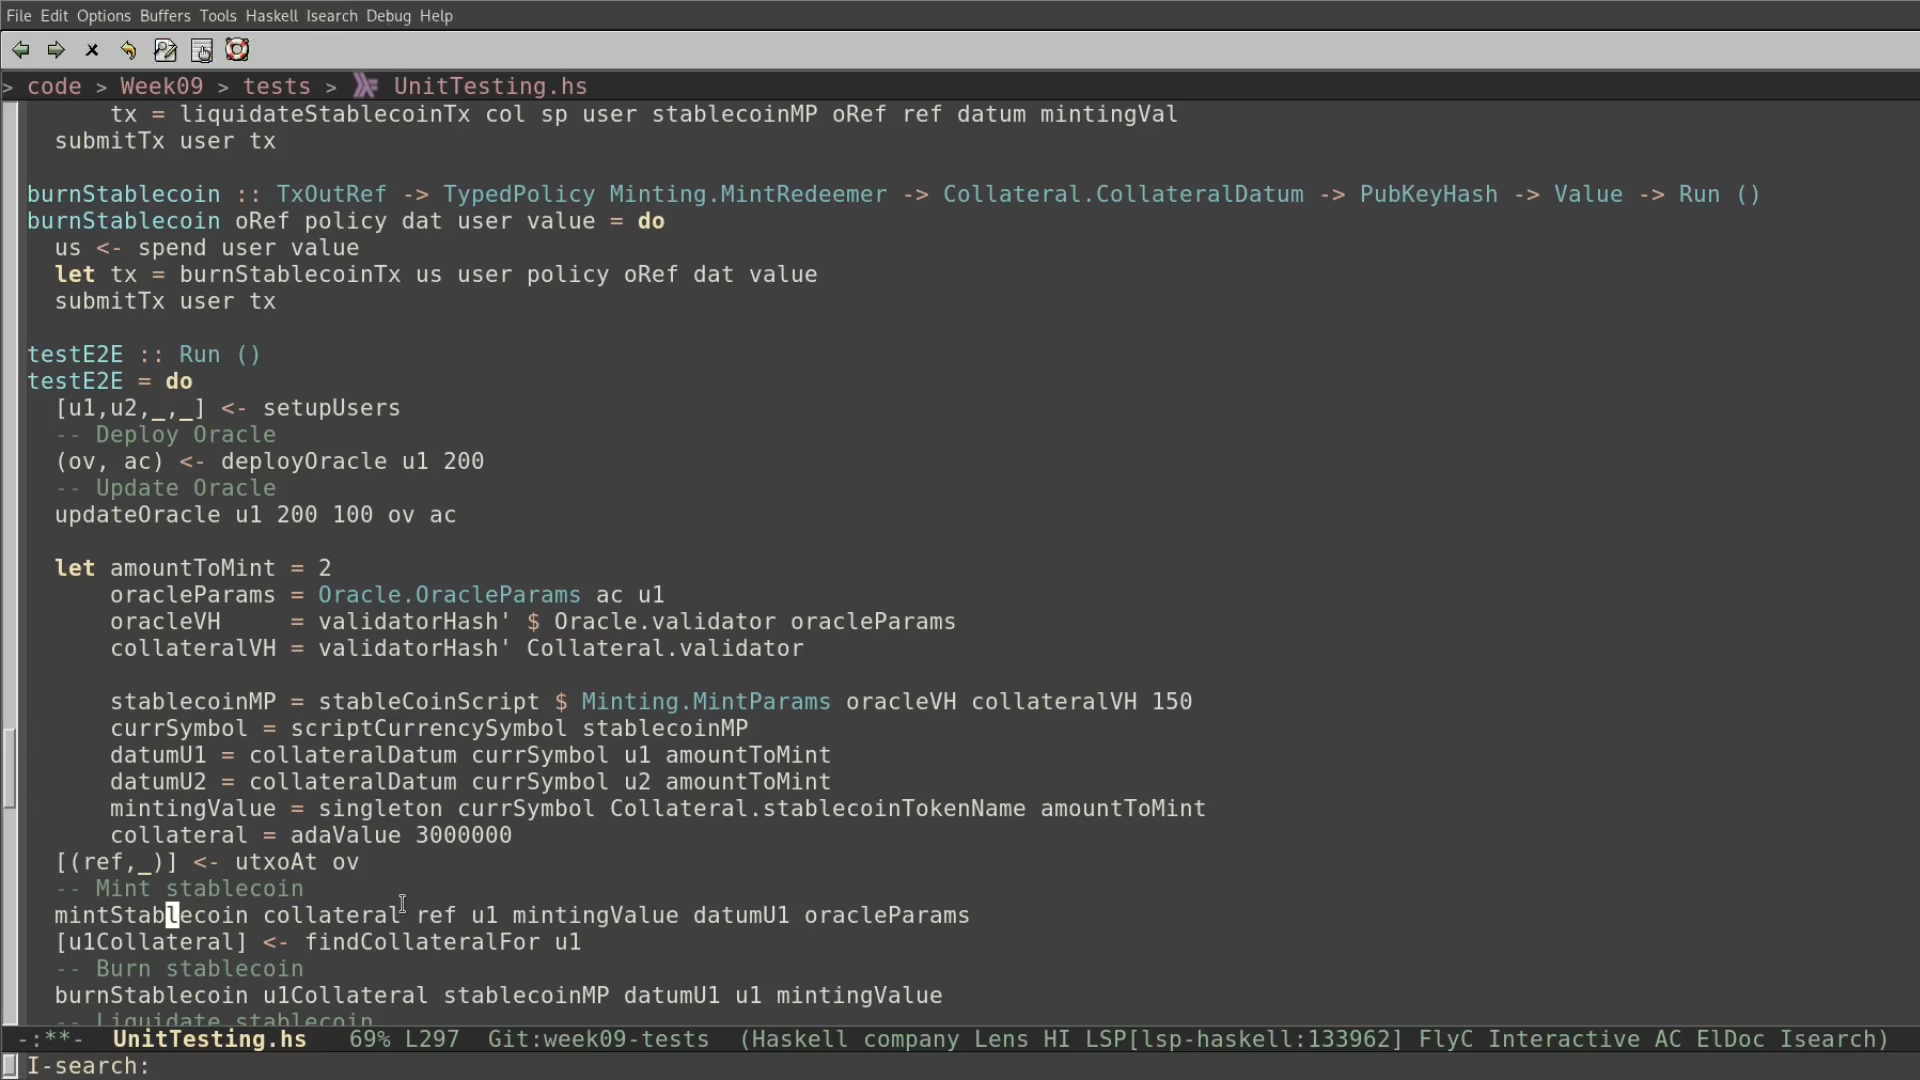 File Edit Options Buffers Tools Haskell Isearch Debug Help
> code > Week09 > tests > UnitTesting.hs
tx = liquidateStablecoinTx col sp user stablecoinMP oRef ref datum mintingVal
submitTx user tx
burnStablecoin :: TxOutRef -> TypedPolicy Minting.MintRedeemer -> Collateral.CollateralDatum -> PubKeyHash -> Value -> Run ()
burnStablecoin oRef policy dat user value = do
us <- spend user value
let tx = burnStablecoinTx us user policy oRef dat value
submitTx user tx
testE2E :: Run ()
testE2E = do
[u1,u2,_,_] <- setupUsers
-- Deploy Oracle
(ov, ac) <- deployOracle u1 200
-- Update Oracle
updateOracle u1 200 100 ov ac
let amountToMint = 2
oracleParams = Oracle.OracleParams ac u1
oracleVH     = validatorHash' $ Oracle.validator oracleParams
collateralVH = validatorHash' Collateral.validator
stablecoinMP = stableCoinScript $ Minting.MintParams oracleVH collateralVH 150
currSymbol = scriptCurrencySymbol stablecoinMP
datumU1 = collateralDatum currSymbol u1 amountToMint
datumU2 = collateralDatum currSymbol u2 amountToMint
mintingValue = singleton currSymbol Collateral.stablecoinTokenName amountToMint
collateral = adaValue 3000000
[(ref,_)] <- utxoAt ov
-- Mint stablecoin
mintStablecoin collateral ref u1 mintingValue datumU1 oracleParams
[u1Collateral] <- findCollateralFor u1
-- Burn stablecoin
burnStablecoin u1Collateral stablecoinMP datumU1 u1 mintingValue
-- Liquidate stablecoin
-:**-  UnitTesting.hs   69% L297  Git:week09-tests  (Haskell company Lens HI LSP[lsp-haskell:133962] FlyC Interactive AC ElDoc Isearch)
I-search: